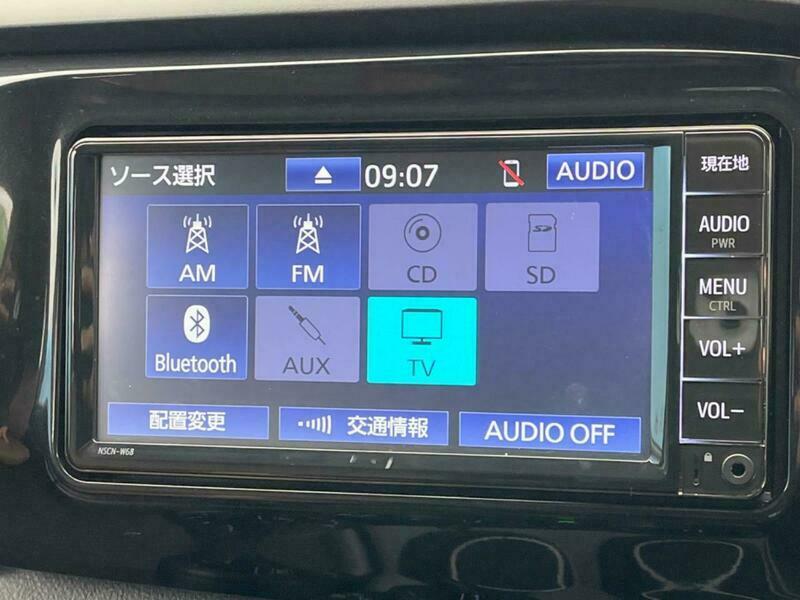 ソース選択
09:07
AUDIO
AM
FM
CD
SD
SD
Bluetooth
AUX
TV
配置変更
交通情報
AUDIO OFF
NSCN-W68
現在地
AUDIO
PWR
MENU
CTRL
VOL+
VOL-